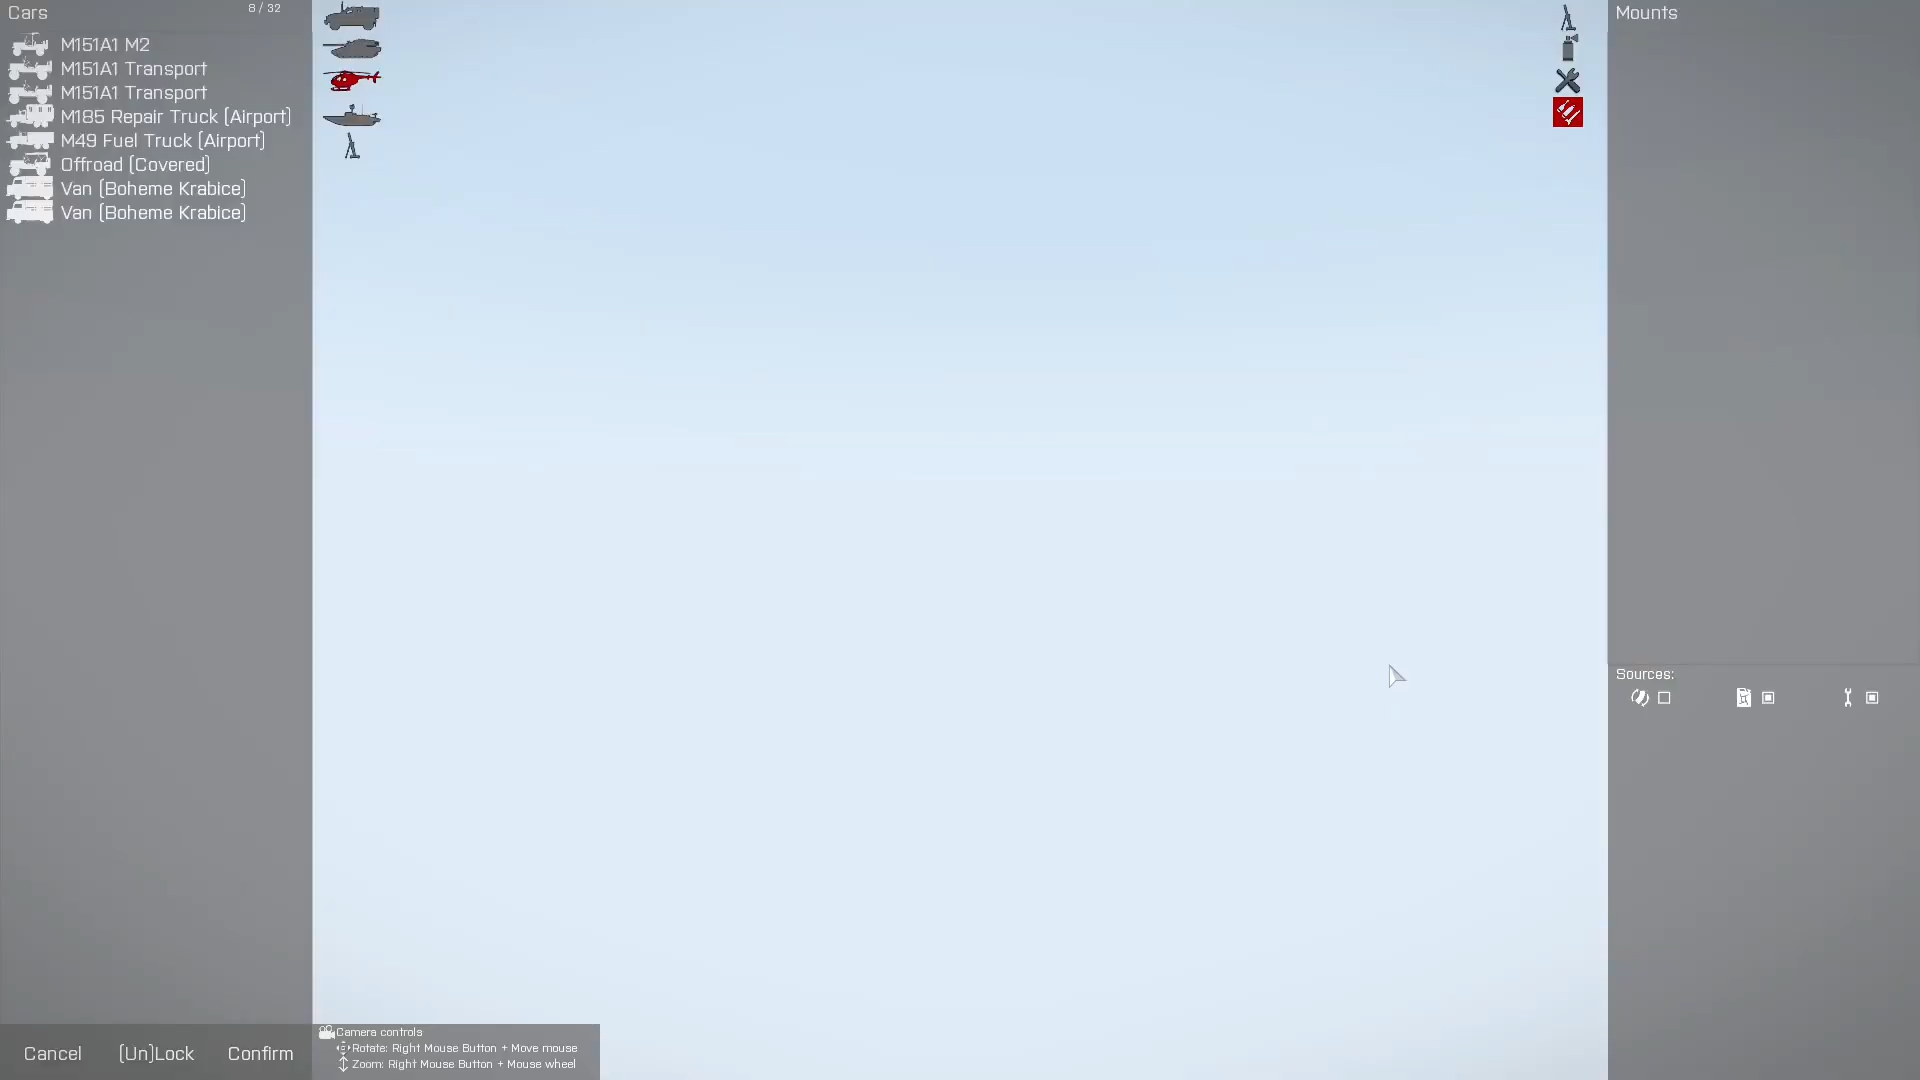 Cars
8 / 32
M151A1 M2
M151A1 Transport
M151A1 Transport
M185 Repair Truck (Airport)
M49 Fuel Truck (Airport)
Offroad (Covered)
Van (Boheme Krabice)
Van (Boheme Krabice)
Cancel
(Un)Lock
Confirm
Camera controls
Rotate: Right Mouse Button + Move mouse
Zoom: Right Mouse Button + Mouse wheel
Mounts
Sources: